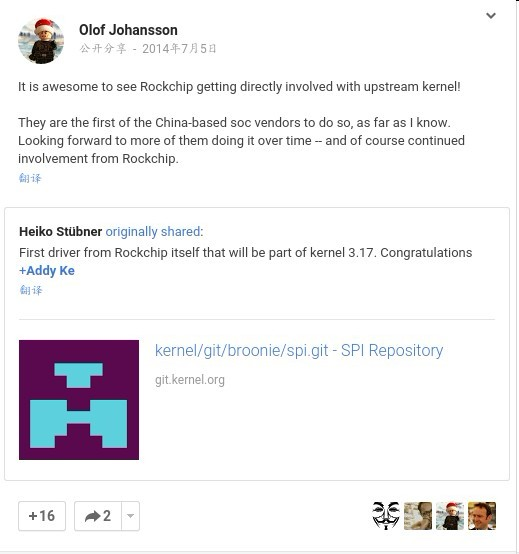 Olof Johansson
公开分享 - 2014年7月5日
It is awesome to see Rockchip getting directly involved with upstream kernel!
They are the first of the China-based soc vendors to do so, as far as I know.
Looking forward to more of them doing it over time -- and of course continued
involvement from Rockchip.
翻译
Heiko Stübner originally shared:
First driver from Rockchip itself that will be part of kernel 3.17. Congratulations
+Addy Ke
翻译
kernel/git/broonie/spi.git - SPI Repository
git.kernel.org
+16 2